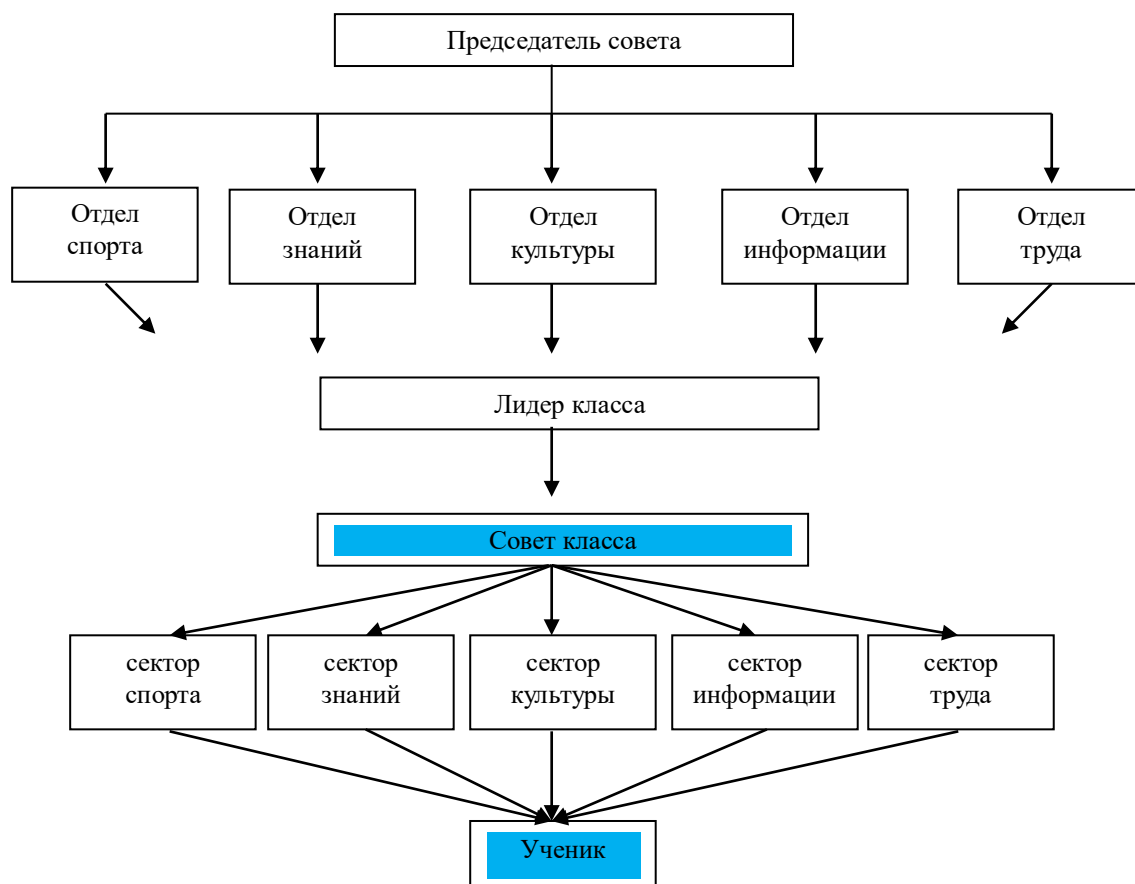 Председатель совета
Отдел
спорта
Отдел
знаний
Отдел
культуры
Отдел
информации
Отдел
труда
Лидер класса
Совет класса
сектор
спорта
сектор
знаний
сектор
культуры
сектор
информации
сектор
труда
Ученик